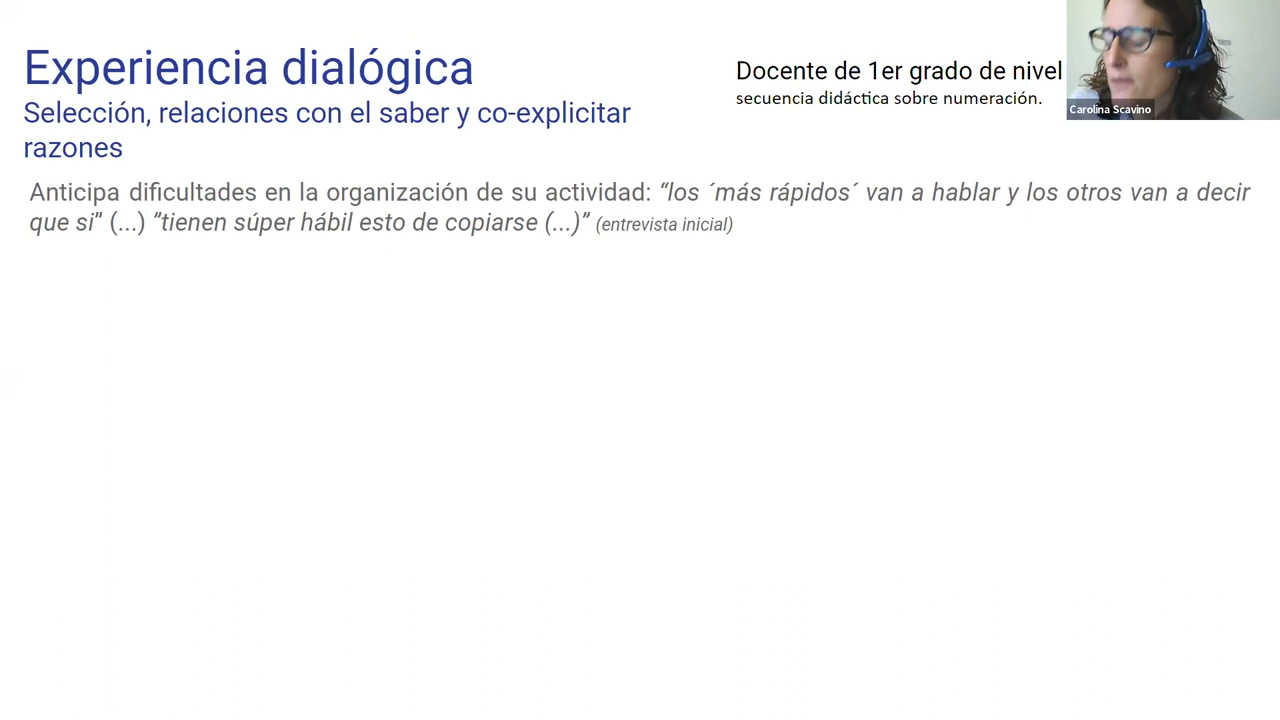 Experiencia dialógica
Selección, relaciones con el saber y co-explicitar
razones
Docente de 1er grado de nivel
secuencia didáctica sobre numeración.
Carolina Scavino
Anticipa dificultades en la organización de su actividad: “los ´más rápidos´ van a hablar y los otros van a decir
que si” (...) ”tienen súper hábil esto de copiarse (...)” (entrevista inicial)